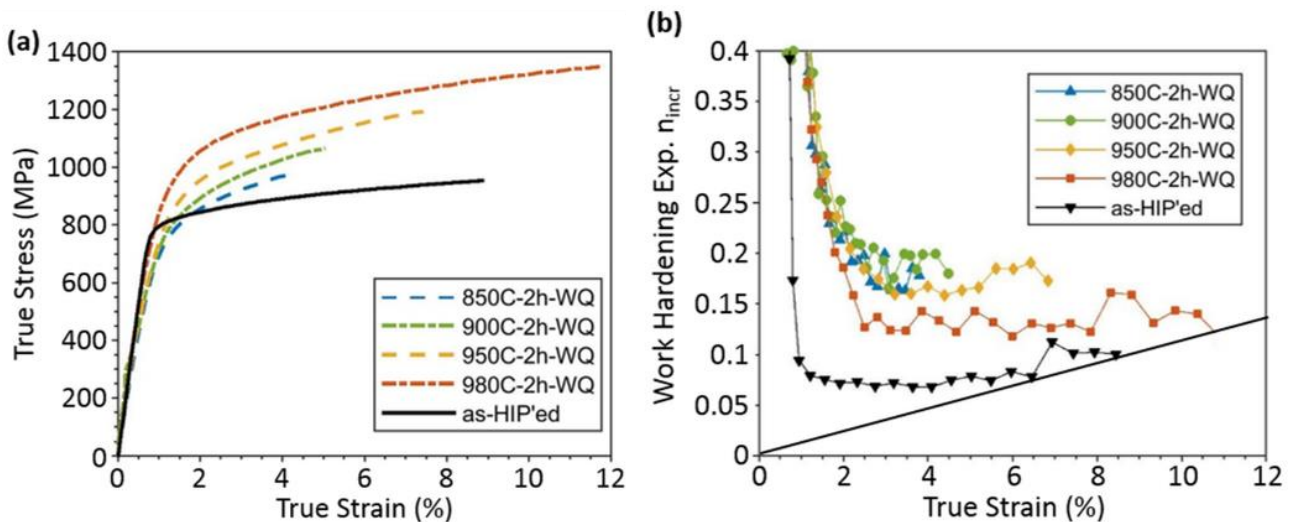 (a)
1400
1200
1000
800
600
400
200
0
True Stress (MPa)
0 2 4 6 8 10 12
True Strain (%)
850C-2h-WQ
900C-2h-WQ
950C-2h-WQ
980C-2h-WQ
as-HIP'ed
(b)
0.4
0.35
0.3
0.25
0.2
0.15
0.1
0.05
0
Work Hardening Exp. n_incr
0 2 4 6 8 10 12
True Strain (%)
850C-2h-WQ
900C-2h-WQ
950C-2h-WQ
980C-2h-WQ
as-HIP'ed